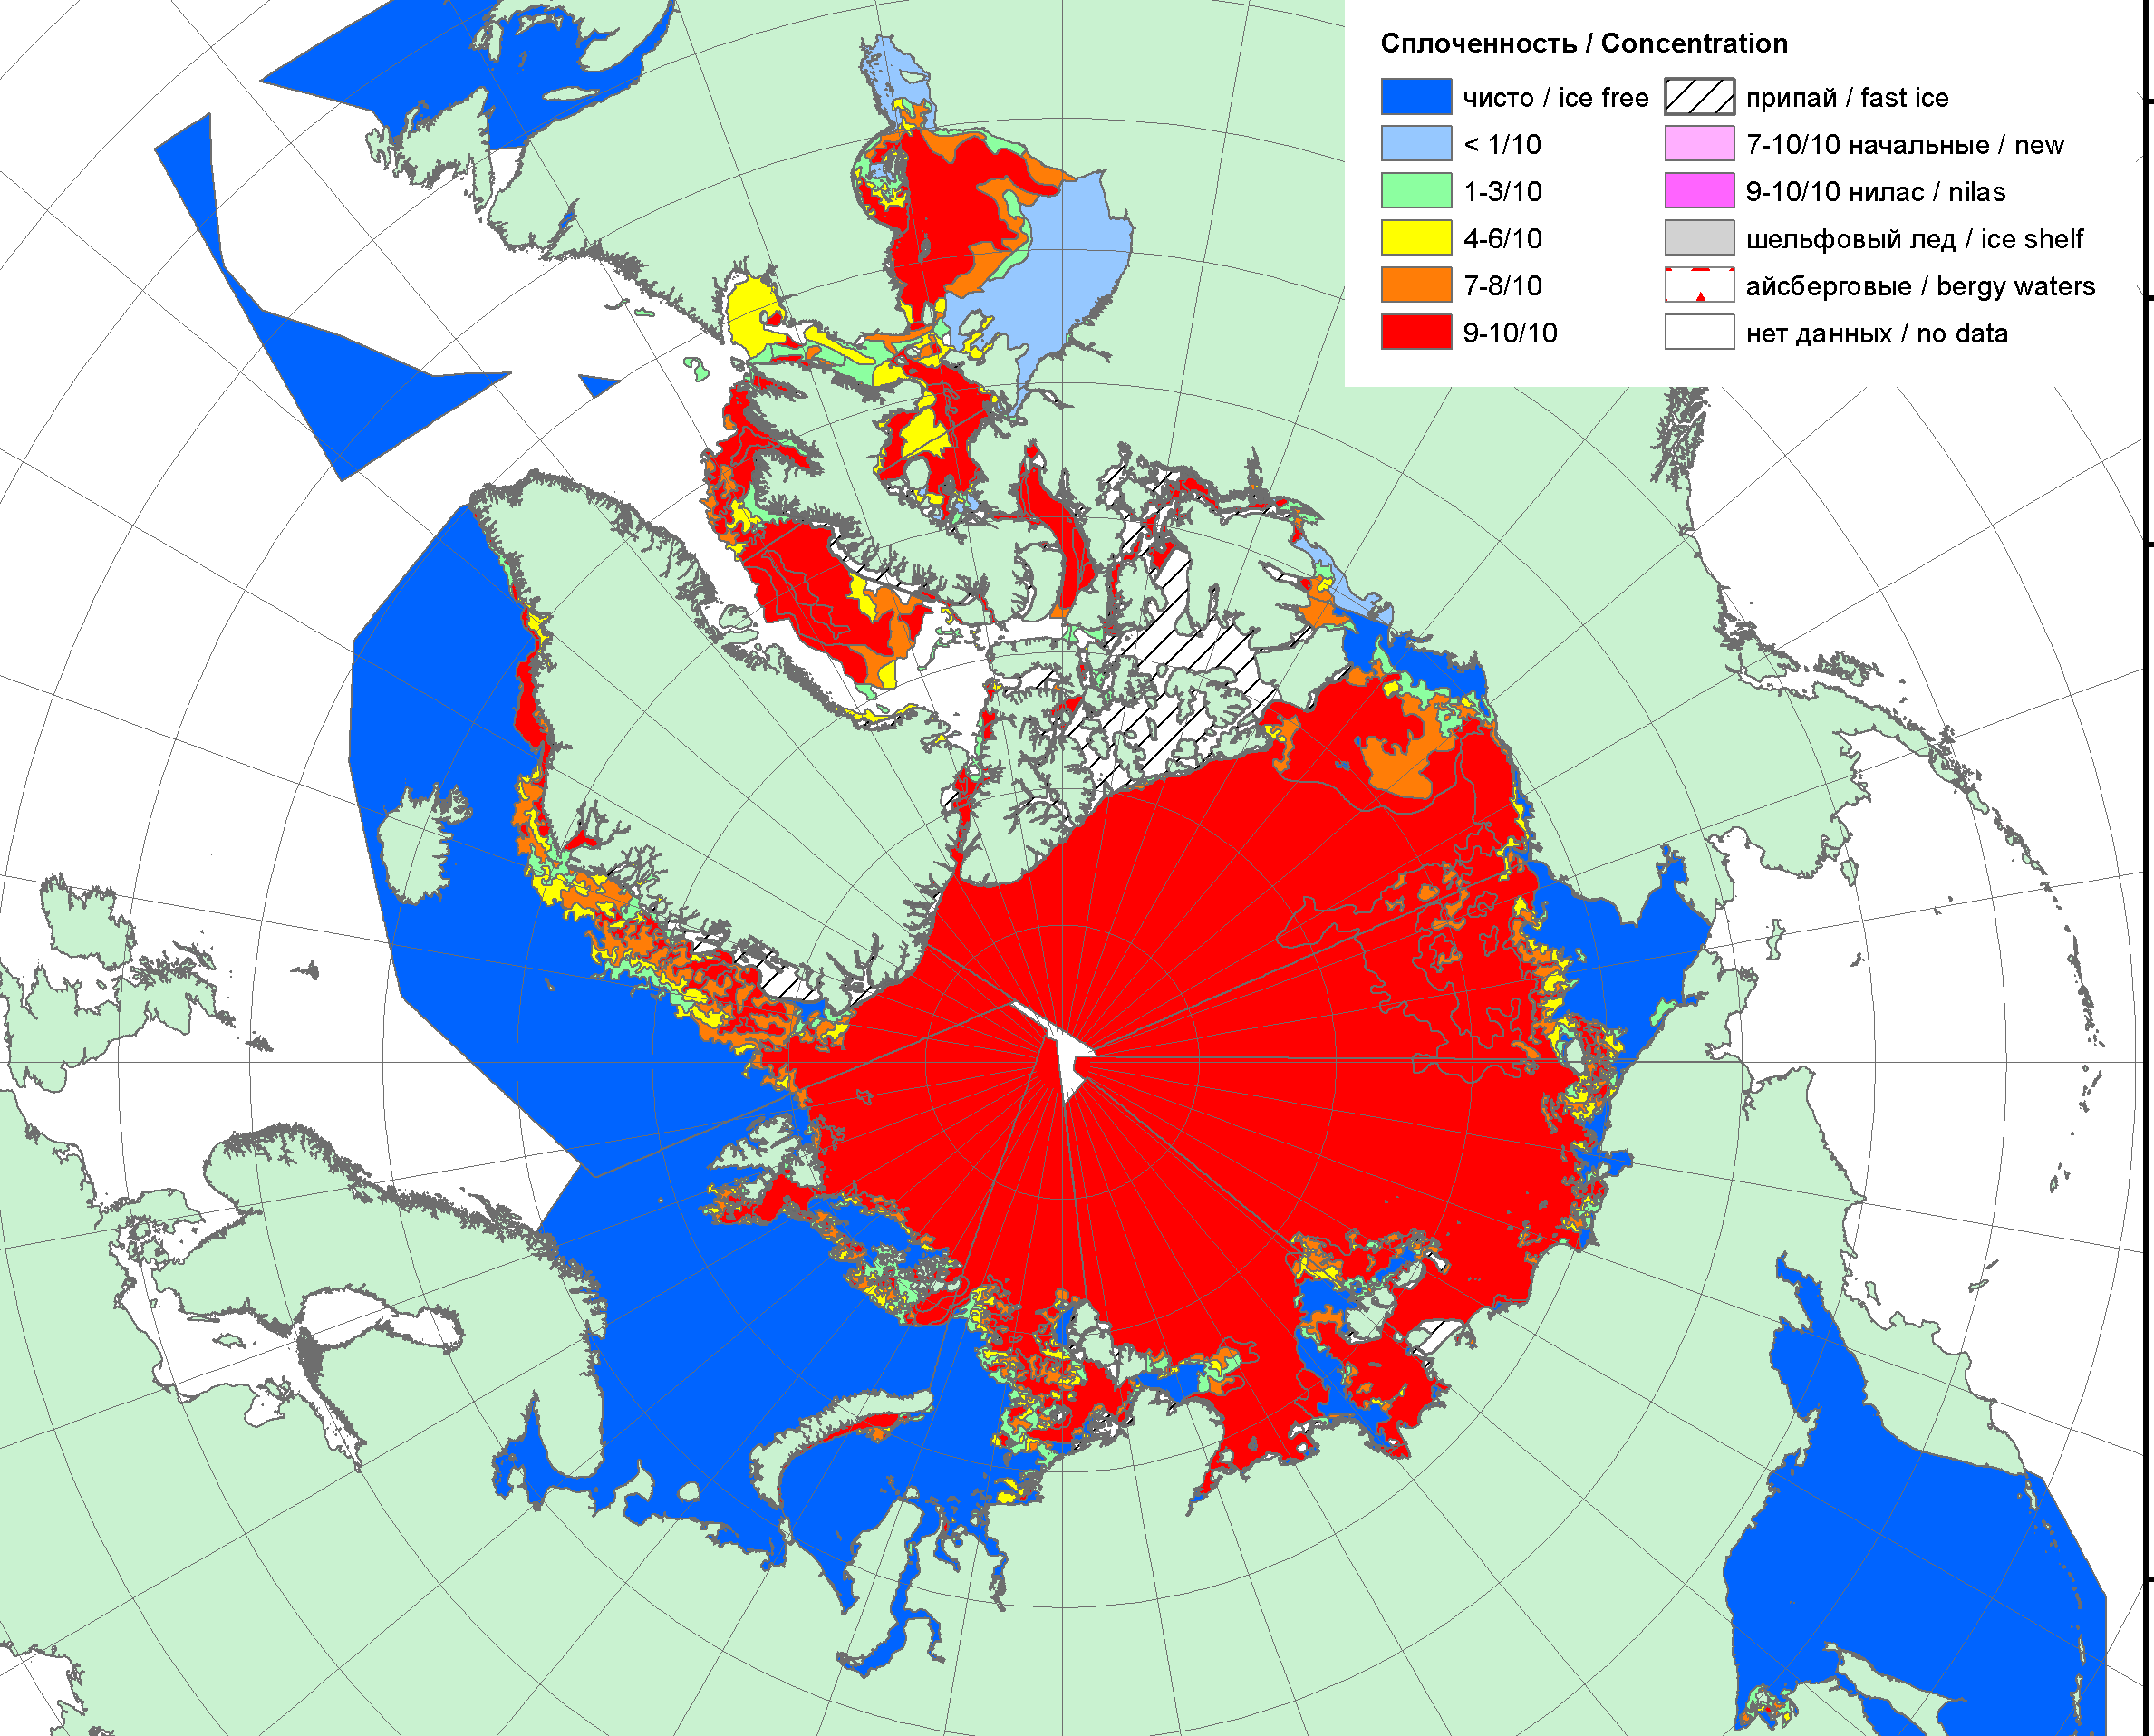 Сплоченность / Concentration
чисто / ice free
< 1/10
1-3/10
4-6/10
7-8/10
9-10/10
припай / fast ice
7-10/10 начальные / new
9-10/10 нилас / nilas
шельфовый лед / ice shelf
айсберговые / bergy waters
нет данных / no data